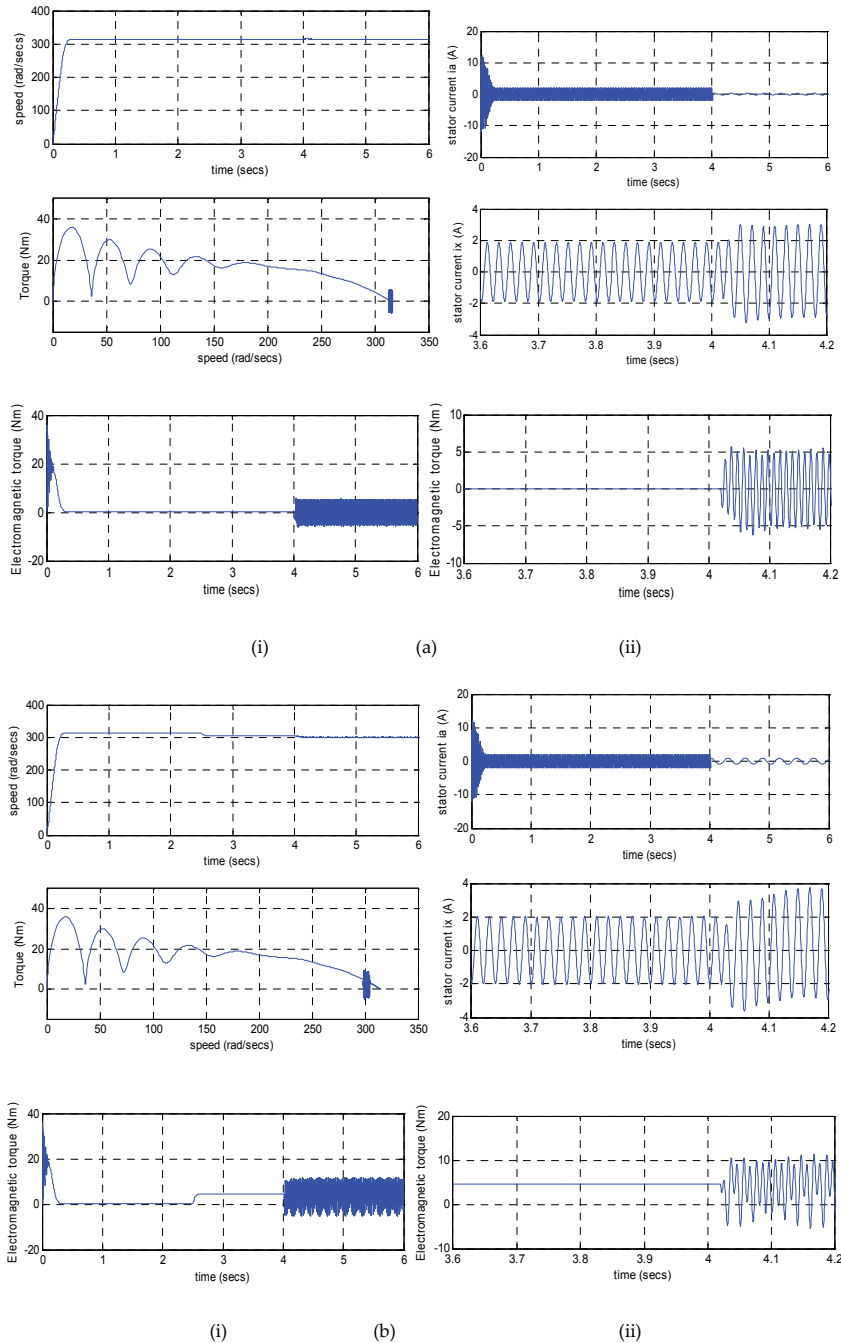 400
300
200
100
0
speed (rad/secs)
0 1 2 3 4 5 6
time (secs)
20
10
0
-10
-20
stator current ia (A)
0 1 2 3 4 5 6
time (secs)
40
20
0
Torque (Nm)
0 50 100 150 200 250 300 350
speed (rad/secs)
4
2
0
-2
-4
stator current ix (A)
3.6 3.7 3.8 3.9 4 4.1 4.2
time (secs)
40
20
0
-20
Electromagnetic torque (Nm)
0 1 2 3 4 5 6
time (secs)
10
5
0
-5
-10
Electromagnetic torque (Nm)
3.6 3.7 3.8 3.9 4 4.1 4.2
time (secs)
(i) (a) (ii)
400
300
200
100
0
speed (rad/secs)
0 1 2 3 4 5 6
time (secs)
20
10
0
-10
-20
stator current ia (A)
0 1 2 3 4 5 6
time (secs)
40
20
0
Torque (Nm)
0 50 100 150 200 250 300 350
speed (rad/secs)
4
2
0
-2
-4
stator current ix (A)
3.6 3.7 3.8 3.9 4 4.1 4.2
time (secs)
40
20
0
-20
Electromagnetic torque (Nm)
0 1 2 3 4 5 6
time (secs)
20
10
0
-10
Electromagnetic torque (Nm)
3.6 3.7 3.8 3.9 4 4.1 4.2
time (secs)
(i) (b) (ii)